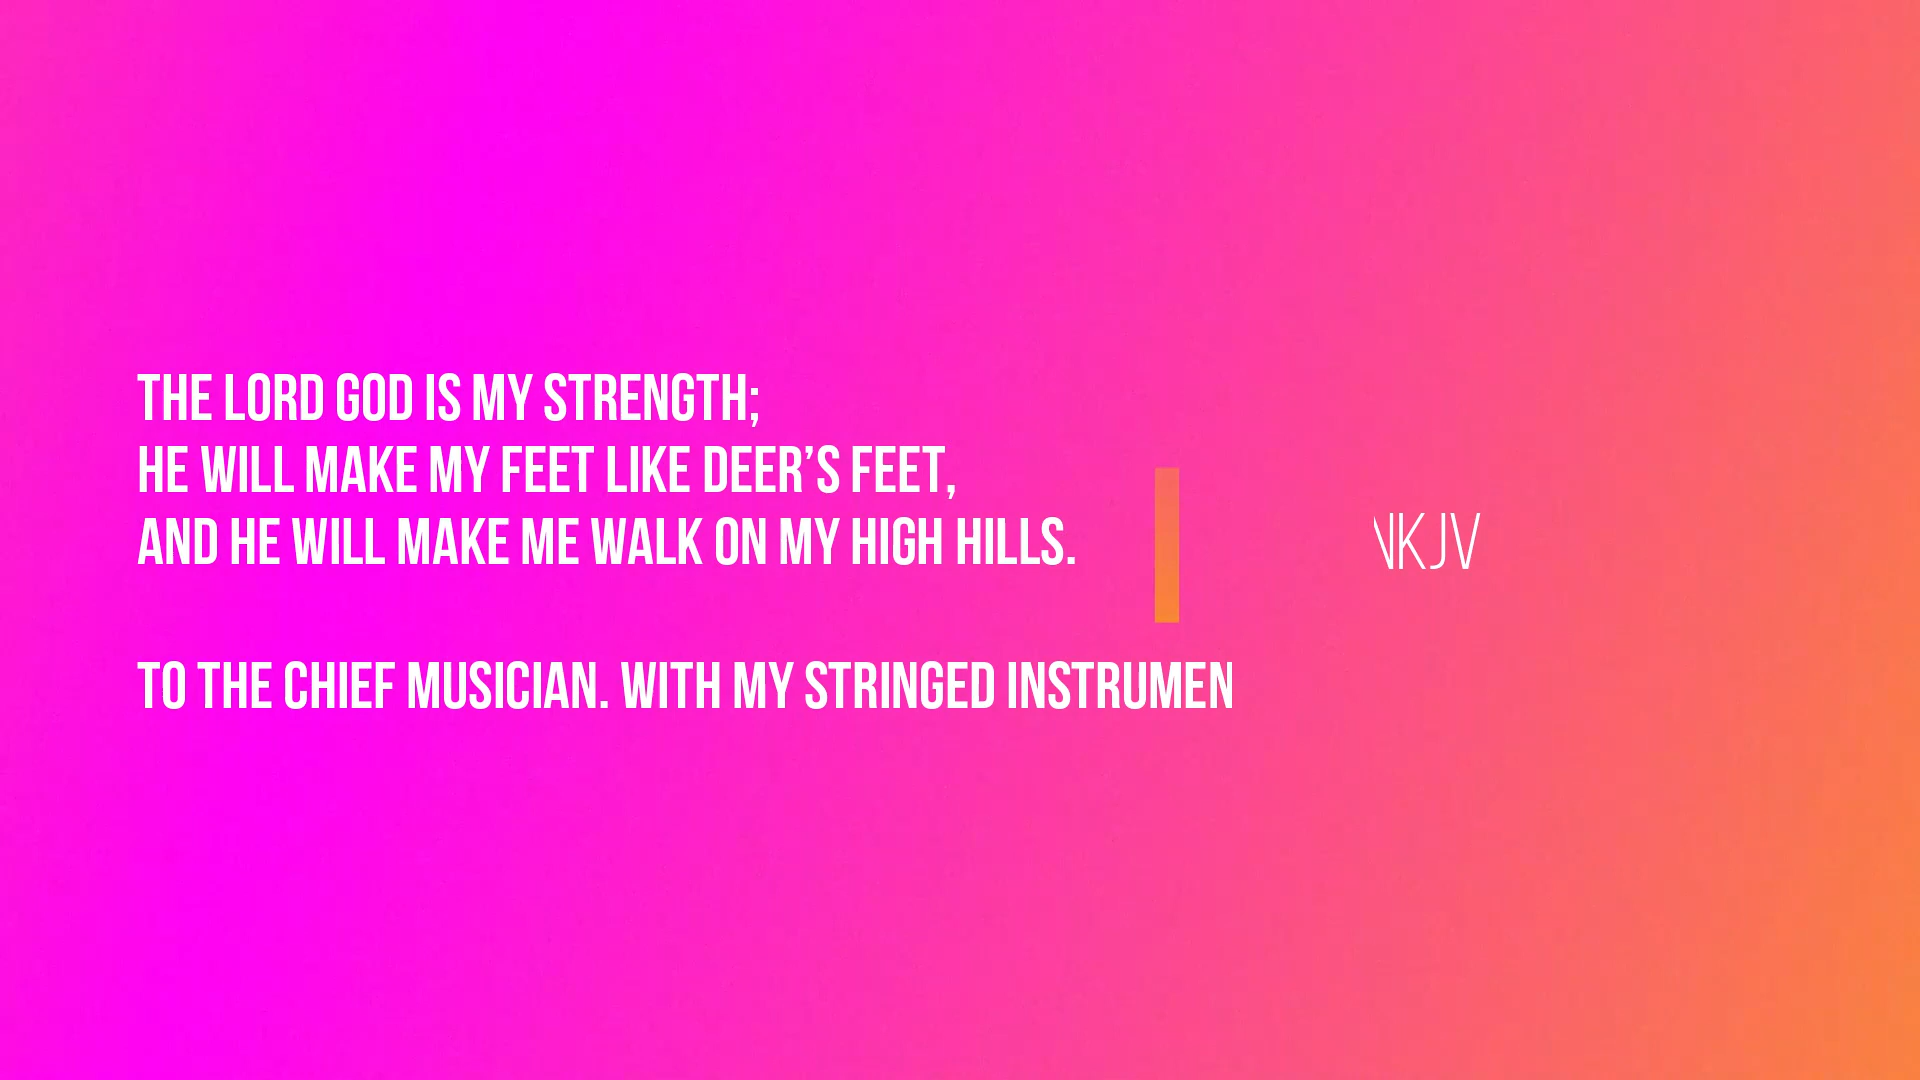 THE LORD GOD IS MY STRENGTH;
HE WILL MAKE MY FEET LIKE DEER’S FEET,
AND HE WILL MAKE ME WALK ON MY HIGH HILLS.
TO THE CHIEF MUSICIAN. WITH MY STRINGED INSTRUMEN
NKJV